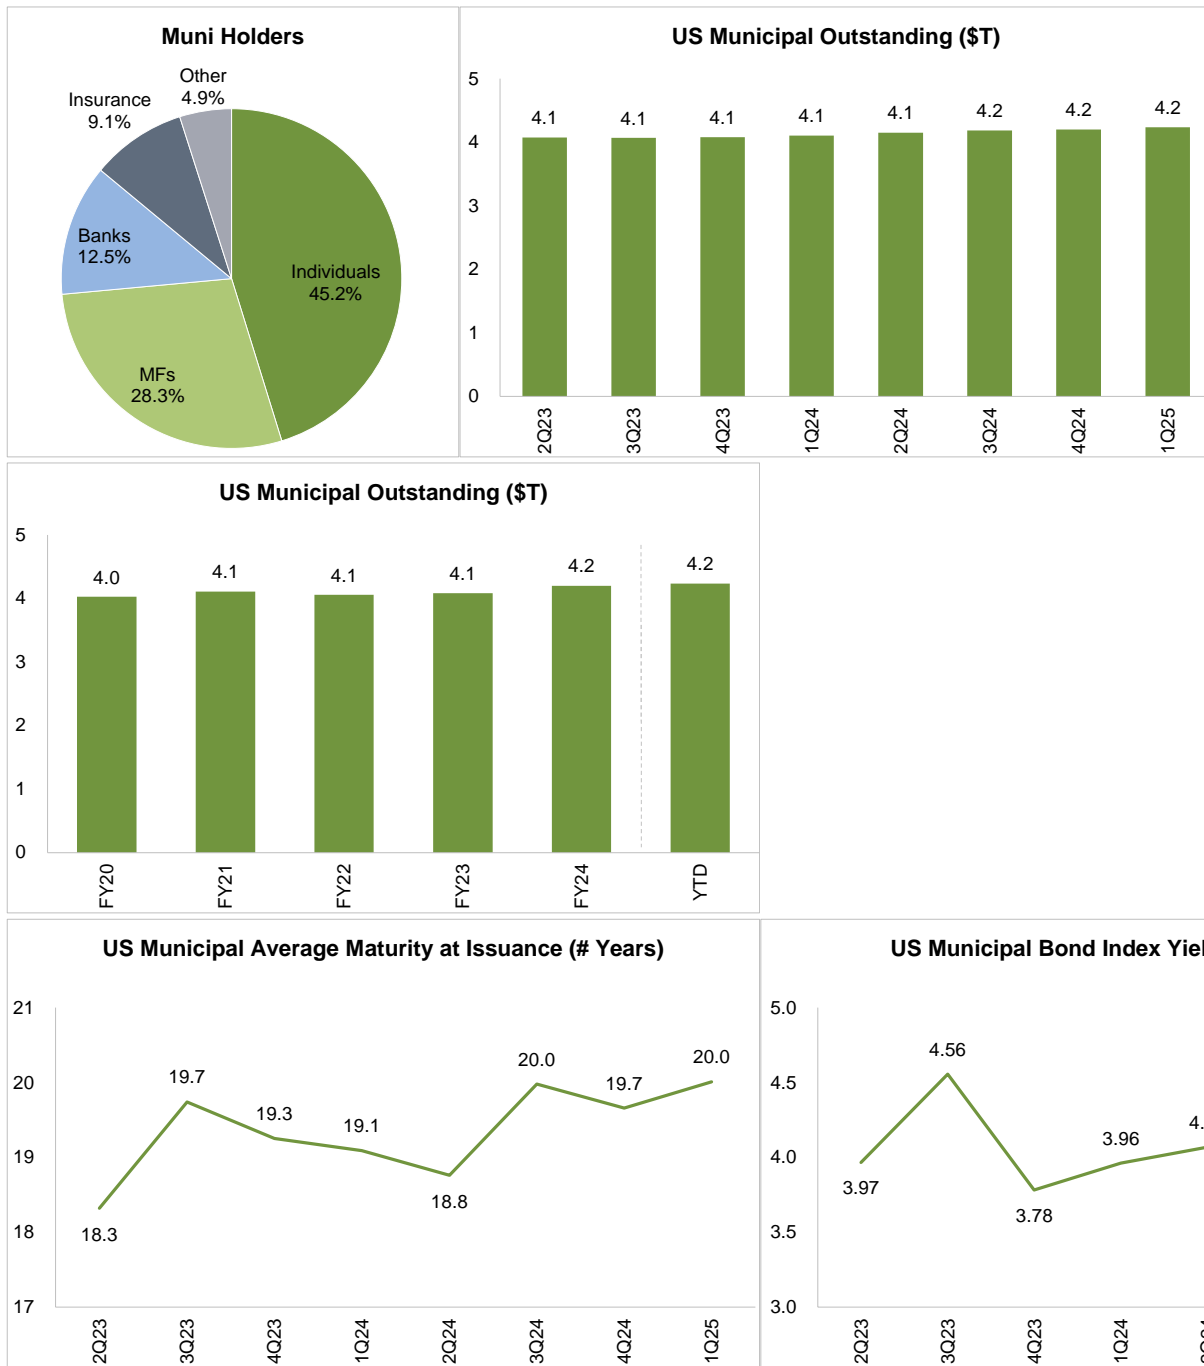 Muni Holders
Other
4.9%
Insurance
9.1%
Banks
12.5%
Individuals
45.2%
MFs
28.3%
US Municipal Outstanding ($T)
5
4
3
2
1
0
4.1
4.1
4.1
4.1
4.1
4.2
4.2
4.2
2Q23
3Q23
4Q23
1Q24
2Q24
3Q24
4Q24
1Q25
US Municipal Outstanding ($T)
5
4
3
2
1
0
4.0
4.1
4.1
4.1
4.2
4.2
FY20
FY21
FY22
FY23
FY24
YTD
US Municipal Average Maturity at Issuance (# Years)
21
20
19
18
17
18.3
19.7
19.3
19.1
18.8
20.0
19.7
20.0
2Q23
3Q23
4Q23
1Q24
2Q24
3Q24
4Q24
1Q25
US Municipal Bond Index
5.0
4.5
4.0
3.5
3.0
3.97
4.56
3.78
3.96
2Q23
3Q23
4Q23
1Q24